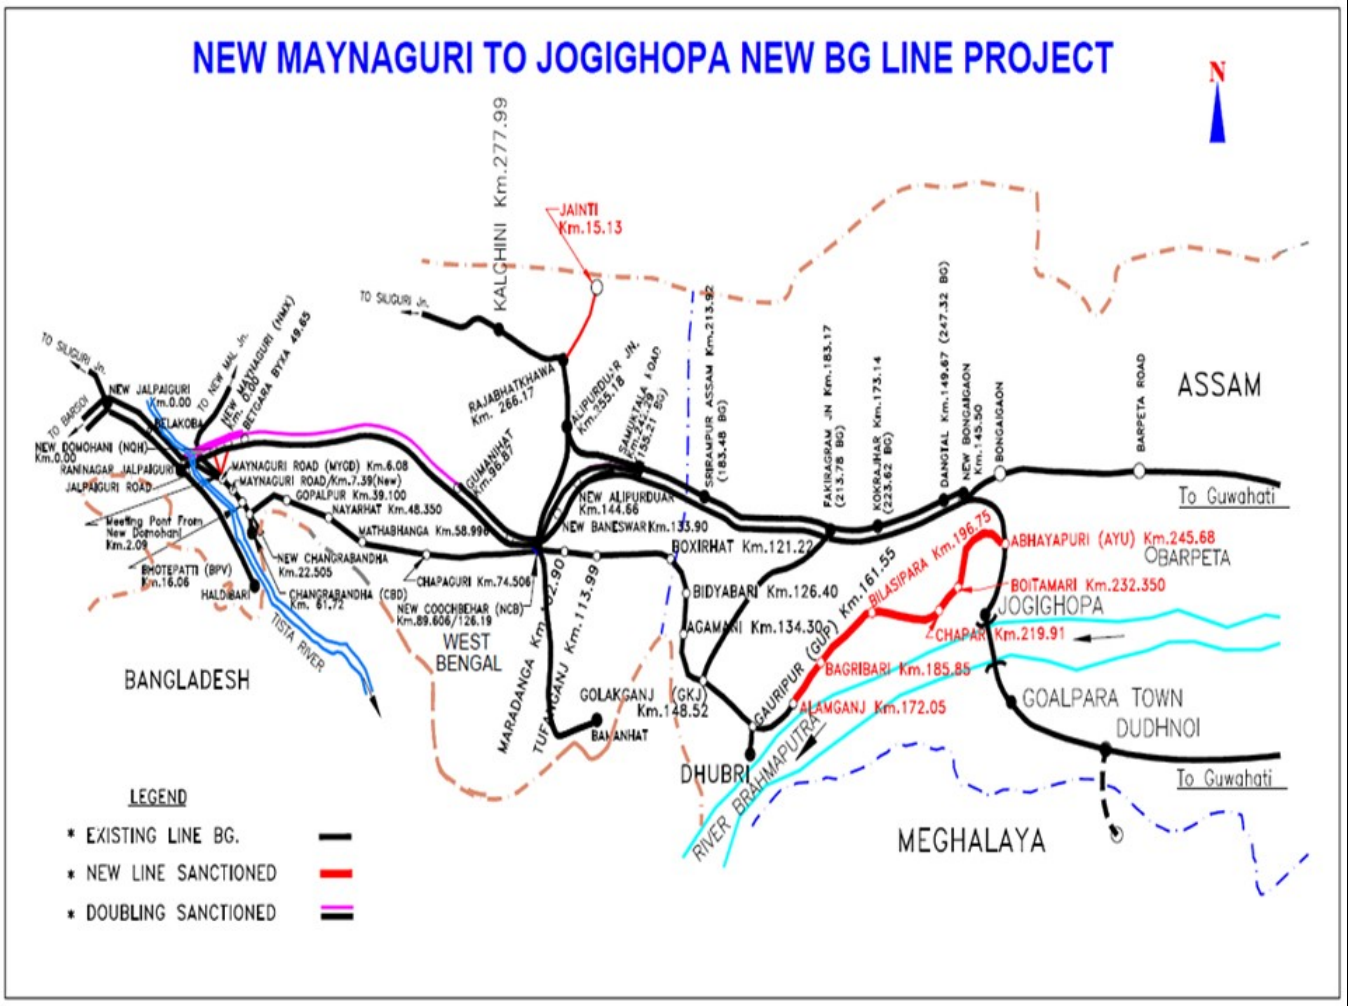 NEW MAYNAGURI TO JOGIGHOPA NEW BG LINE PROJECT
N
KALCHINI Km.277.99
JAINTI
Km.15.13
TO SILIGURI Jn.
TO SILIGURI Jn.
TO BARSOI
NEW JALPAIGURI
Km.0.00
BELAKOBA
TO NEW MAL Jn.
NEW MAYNAGURI (NMX)
Km. 0.00
BETGARA BYXA 49.65
NEW DOMOHANI (NQH)
Km.0.00
RANINAGAR JALPAIGURI
JALPAIGURI ROAD
MAYNAGURI ROAD (MYGD) Km.6.08
MAYNAGURI ROAD/Km.7.39(New)
GOPALPUR Km.39.100
NAYARHAT Km.48.350
MATHABHANGA Km.58.996
Meeting Pont From
New Domohani
Km.2.09
BHOTEPATTI (BPV)
Km.16.06
HALDIBARI
NEW CHANGRABANDHA
Km.22.505
CHANGRABANDHA (CBD)
Km. 61.72
CHAPAGURI Km.74.506
NEW COOCHBEHAR (NCB)
Km.89.606/126.19
TISTA RIVER
BANGLADESH
WEST
BENGAL
GUMANIHAT
Km.96.87
RAJABHATKHAWA
Km. 266.17
ALIPURDUAR JN.
Km.255.18
SAMUKTALA ROAD
Km.242.29
(155.21 BG)
NEW ALIPURDUAR
Km.144.66
NEW BANESWAR Km.133.90
SRIRAMPUR ASSAM Km.213.92
(183.48 BG)
FAKIRAGRAM JN Km.183.17
(213.78 BG)
KOKRAJHAR Km.173.14
(223.62 BG)
DANGTAL Km.149.67 (247.32 BG)
NEW BONGAIGAON
Km.145.50
BONGAIGAON
BARPETA ROAD
ASSAM
To Guwahati
BOXIRHAT Km.121.22
BIDYABARI Km.126.40
AGAMANI Km.134.30
GOLAKGANJ (GKJ)
Km.148.52
MARADANGA Km.102.90
TUFANGANJ Km.113.99
BAMANHAT
GAURIPUR (GUP) Km.161.55
DHUBRI
BILASIPARA Km.196.75
ABHAYAPURI (AYU) Km.245.68
BARPETA
BOITAMARI Km.232.350
JOGIGHOPA
CHAPAR Km.219.91
BAGRIBARI Km.185.85
ALAMGANJ Km.172.05
GOALPARA TOWN
DUDHNOI
To Guwahati
RIVER BRAHMAPUTRA
MEGHALAYA
LEGEND
* EXISTING LINE BG.
* NEW LINE SANCTIONED
* DOUBLING SANCTIONED